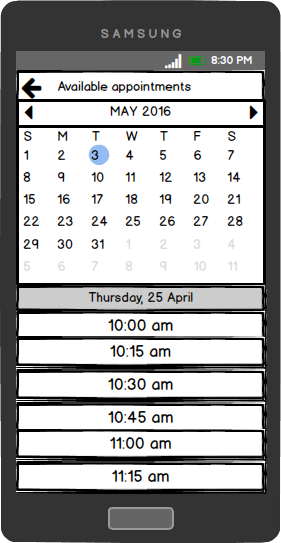 SAMSUNG
8:30 PM
Available appointments
MAY 2016
S M T W T F S
1 2 3 4 5 6 7
8 9 10 11 12 13 14
15 16 17 18 19 20 21
22 23 24 25 26 27 28
29 30 31 1 2 3 4
5 6 7 8 9 10 11
Thursday, 25 April
10:00 am
10:15 am
10:30 am
10:45 am
11:00 am
11:15 am